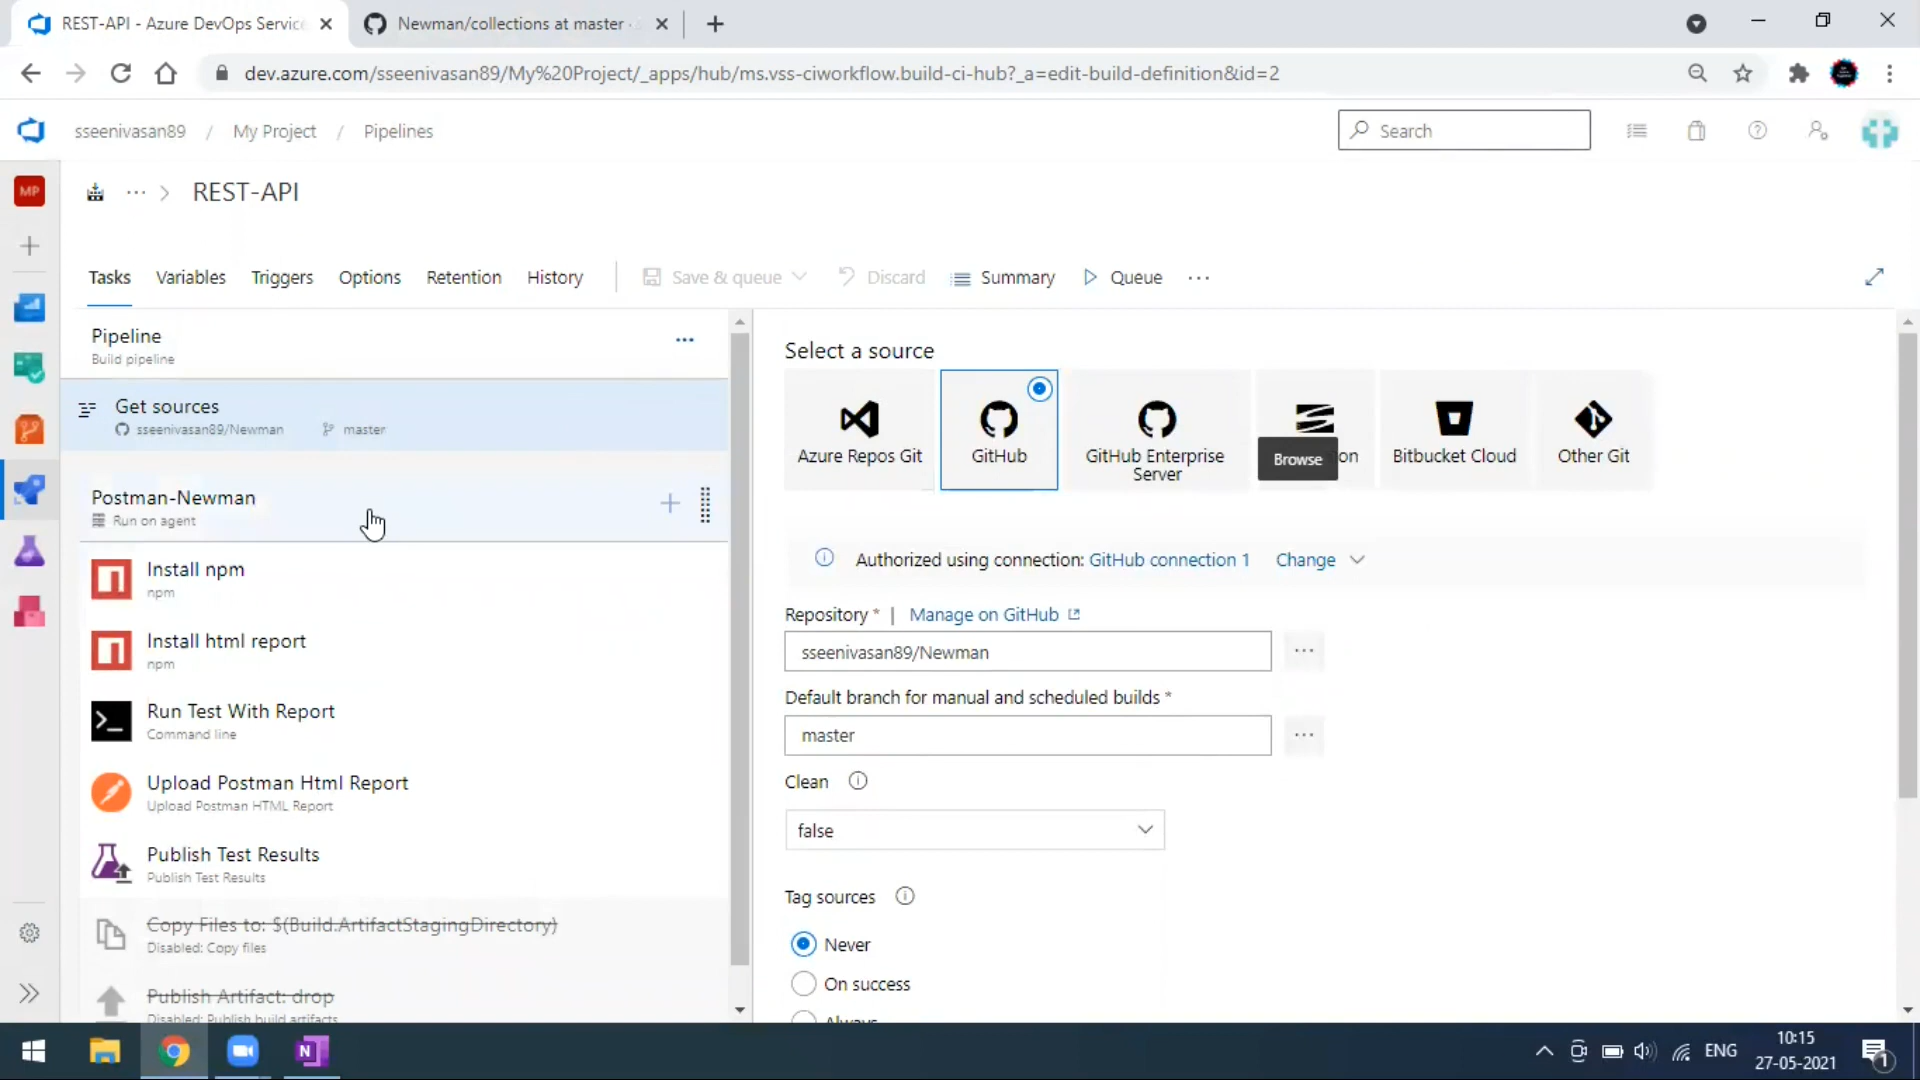 REST-API - Azure DevOps Service
Newman/collections at master ·
dev.azure.com/sseenivasan89/My%20Project/_apps/hub/ms.vss-ciworkflow.build-ci-hub?_a=edit-build-definition&id=2
sseenivasan89 / My Project / Pipelines
Search
MP
··· > REST-API
Tasks Variables Triggers Options Retention History
Save & queue Discard Summary Queue ···
Pipeline
Build pipeline
Get sources
sseenivasan89/Newman master
Postman-Newman
Run on agent
Install npm
npm
Install html report
npm
Run Test With Report
Command line
Upload Postman Html Report
Upload Postman HTML Report
Publish Test Results
Publish Test Results
Copy Files to: $(Build.ArtifactStagingDirectory)
Disabled: Copy files
Publish Artifact: drop
Disabled: Publish build artifacts
Select a source
Azure Repos Git
GitHub
GitHub Enterprise
Server
Browse
on
Bitbucket Cloud
Other Git
Authorized using connection: GitHub connection 1 Change
Repository * | Manage on GitHub
sseenivasan89/Newman
Default branch for manual and scheduled builds *
master
Clean
false
Tag sources
Never
On success
Always
N
ENG
10:15
27-05-2021
1